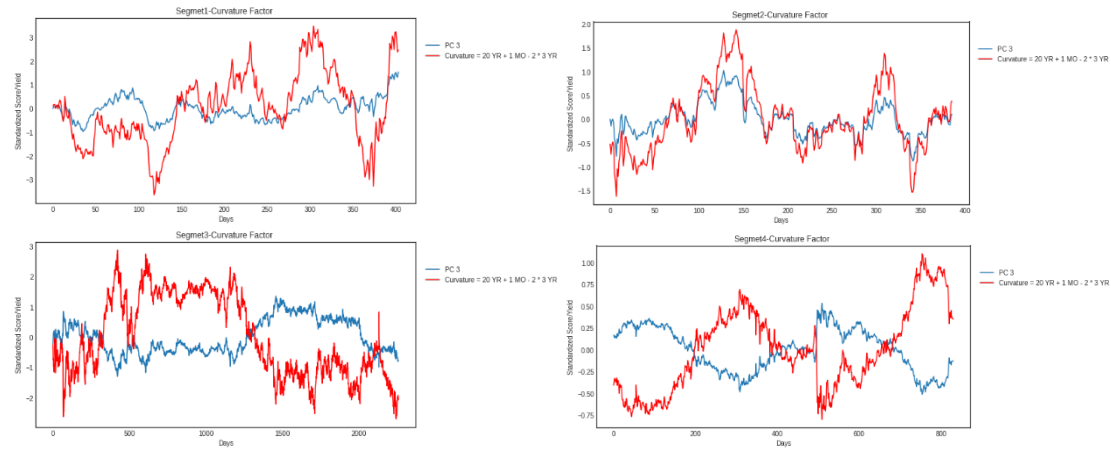 Segmet1-Curvature Factor
Standardized Score/Yield
3
2
1
0
−1
−2
−3
0 50 100 150 200 250 300 350 400
Days
PC 3
Curvature = 20 YR + 1 MO - 2 * 3 YR
Segmet2-Curvature Factor
Standardized Score/Yield
2.0
1.5
1.0
0.5
0.0
−0.5
−1.0
−1.5
0 50 100 150 200 250 300 350 400
Days
PC 3
Curvature = 20 YR + 1 MO - 2 * 3 YR
Segmet3-Curvature Factor
Standardized Score/Yield
3
2
1
0
−1
−2
0 500 1000 1500 2000
Days
PC 3
Curvature = 20 YR + 1 MO - 2 * 3 YR
Segmet4-Curvature Factor
Standardized Score/Yield
1.00
0.75
0.50
0.25
0.00
−0.25
−0.50
−0.75
0 200 400 600 800
Days
PC 3
Curvature = 20 YR + 1 MO - 2 * 3 YR